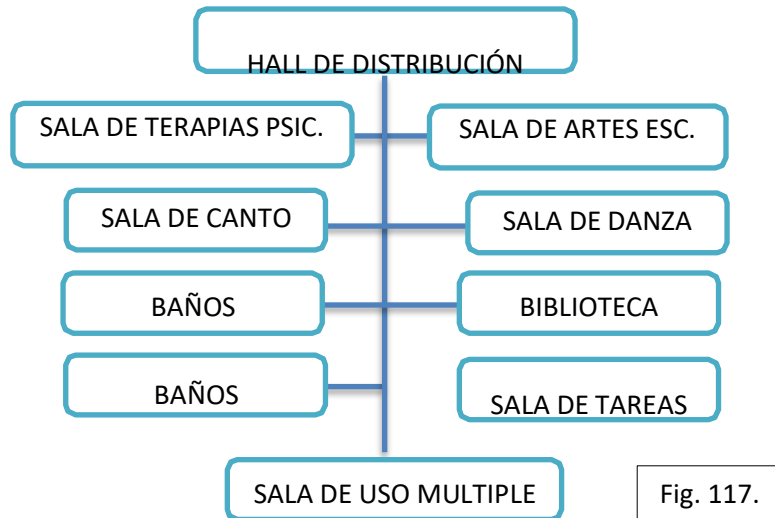 HALL DE DISTRIBUCIÓN
SALA DE TERAPIAS PSIC.
SALA DE ARTES ESC.
SALA DE CANTO
SALA DE DANZA
BAÑOS
BIBLIOTECA
BAÑOS
SALA DE TAREAS
SALA DE USO MULTIPLE
Fig. 117.